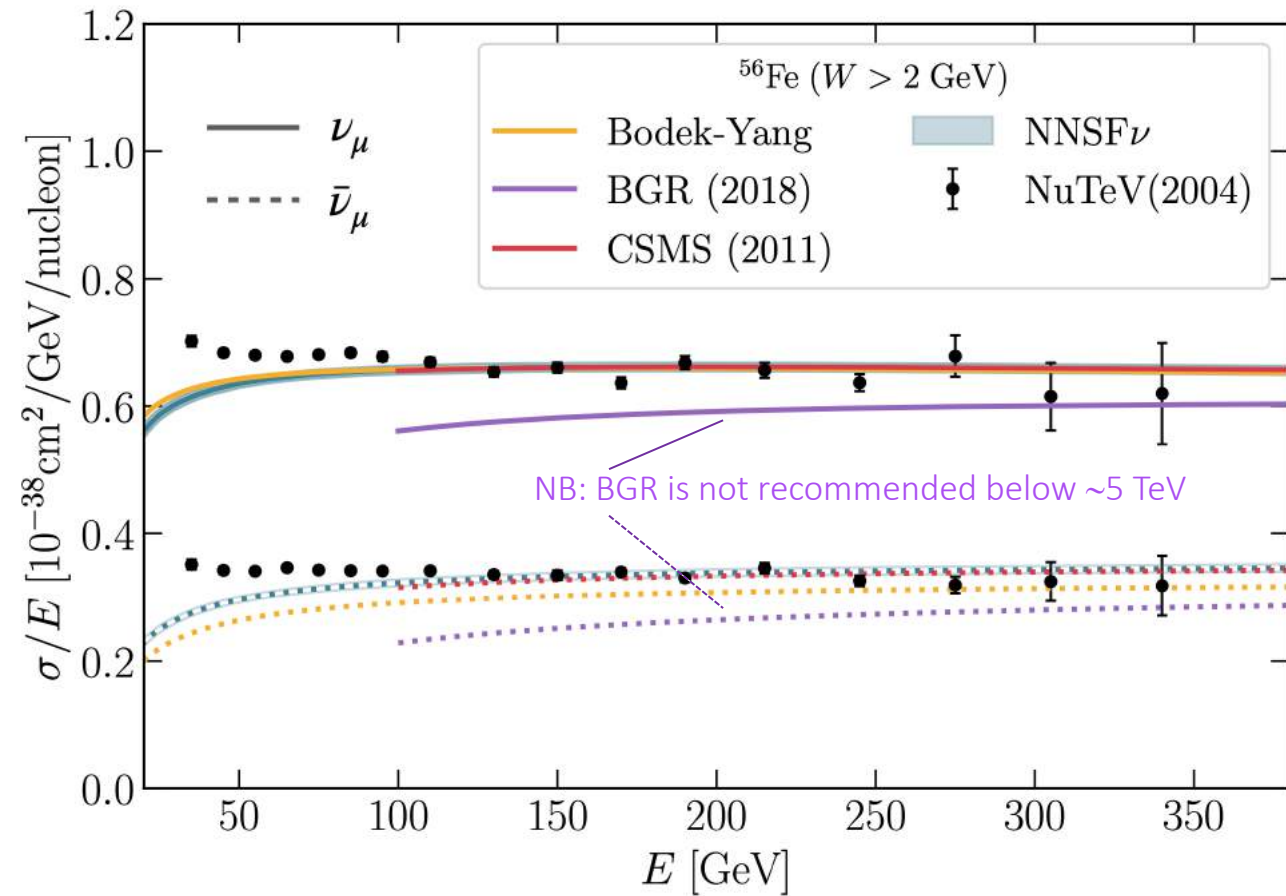 1.2
1.0
0.8
0.6
0.4
0.2
0.0
σ/E [10⁻³⁸cm²/GeV/nucleon]
ν_μ
ν̄_μ
⁵⁶Fe (W > 2 GeV)
Bodek-Yang
BGR (2018)
CSMS (2011)
NNSFν
NuTeV(2004)
NB: BGR is not recommended below ~5 TeV
50 100 150 200 250 300 350
E [GeV]